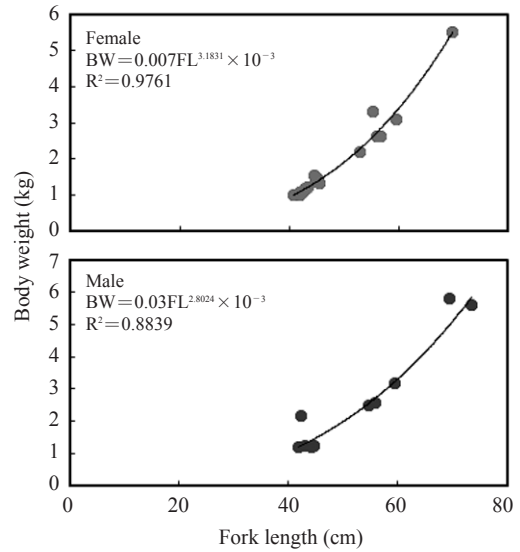 6
Female
BW=0.007FL^3.1831 × 10^−3
R^2=0.9761
5
4
3
2
1
0
Body weight (kg)
7
Male
BW=0.03FL^2.8024 × 10^−3
R^2=0.8839
6
5
4
3
2
1
0
0 20 40 60 80
Fork length (cm)